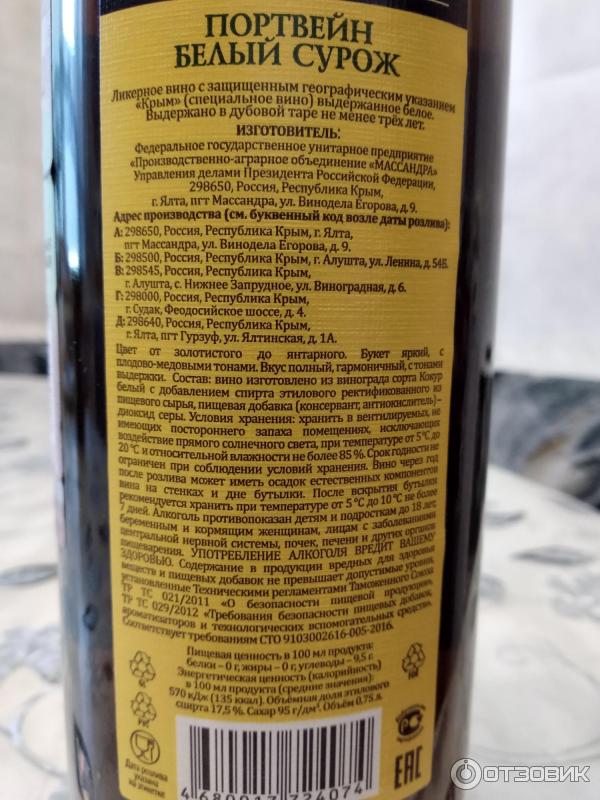 ПОРТВЕЙН
БЕЛЫЙ СУРОЖ
Ликерное вино с защищенным географическим указанием
«Крым» (специальное вино) выдержанное белое.
Выдержано в дубовой таре не менее трёх лет.
ИЗГОТОВИТЕЛЬ:
Федеральное государственное унитарное предприятие
«Производственно-аграрное объединение «МАССАНДРА»
Управления делами Президента Российской Федерации,
298650, Россия, Республика Крым,
г. Ялта, пгт Массандра, ул. Винодела Егорова, д. 9.
Адрес производства (см. буквенный код возле даты розлива):
А: 298650, Россия, Республика Крым, г. Ялта,
пгт Массандра, ул. Винодела Егорова, д. 9.
Б: 298500, Россия, Республика Крым, г. Алушта, ул. Ленина, д. 54Б.
В: 298545, Россия, Республика Крым,
г. Алушта, с. Нижнее Запрудное, ул. Виноградная, д. 6.
Г: 298000, Россия, Республика Крым,
г. Судак, Феодосийское шоссе, д. 4.
Д: 298640, Россия, Республика Крым,
г. Ялта, пгт Гурзуф, ул. Ялтинская, д. 1А.
Цвет от золотистого до янтарного. Букет яркий, с
плодово-медовыми тонами. Вкус полный, гармоничный, с тонами
выдержки. Состав: вино изготовлено из винограда сорта Кокур
белый с добавлением спирта этилового ректификованного из
пищевого сырья, пищевая добавка (консервант, антиокислитель) –
диоксид серы. Условия хранения: хранить в вентилируемых, не
имеющих постороннего запаха помещениях, исключающих
воздействие прямого солнечного света, при температуре от 5 °С до
20 °С и относительной влажности не более 85 %. Срок годности не
ограничен при соблюдении условий хранения. Вино через год
после розлива может иметь осадок естественных компонентов
вина на стенках и дне бутылки. После вскрытия бутылки
рекомендуется хранить при температуре от 5 °С до 10 °С не более
7 дней. Алкоголь противопоказан детям и подросткам до 18 лет,
беременным и кормящим женщинам, лицам с заболеваниями
центральной нервной системы, почек, печени и других органов
пищеварения. УПОТРЕБЛЕНИЕ АЛКОГОЛЯ ВРЕДИТ ВАШЕМУ
ЗДОРОВЬЮ. Содержание в продукции вредных для здоровья
веществ и пищевых добавок не превышает допустимые уровни,
установленные Техническими регламентами Таможенного Союза
ТР ТС 021/2011 «О безопасности пищевой продукции»,
ТР ТС 029/2012 «Требования безопасности пищевых добавок,
ароматизаторов и технологических вспомогательных средств».
Соответствует требованиям СТО 9103002616-005-2016.
Пищевая ценность в 100 мл продукта:
белки – 0 г, жиры – 0 г, углеводы – 9,5 г.
Энергетическая ценность (калорийность)
в 100 мл продукта (средние значения):
570 кДж (135 ккал). Объёмная доля этилового
спирта 17,5 %. Сахар 95 г/дм³. Объём 0,75 л.
Дата розлива
указана
на этикетке
4 680017 724074
ЕАС
ОТЗОВИК